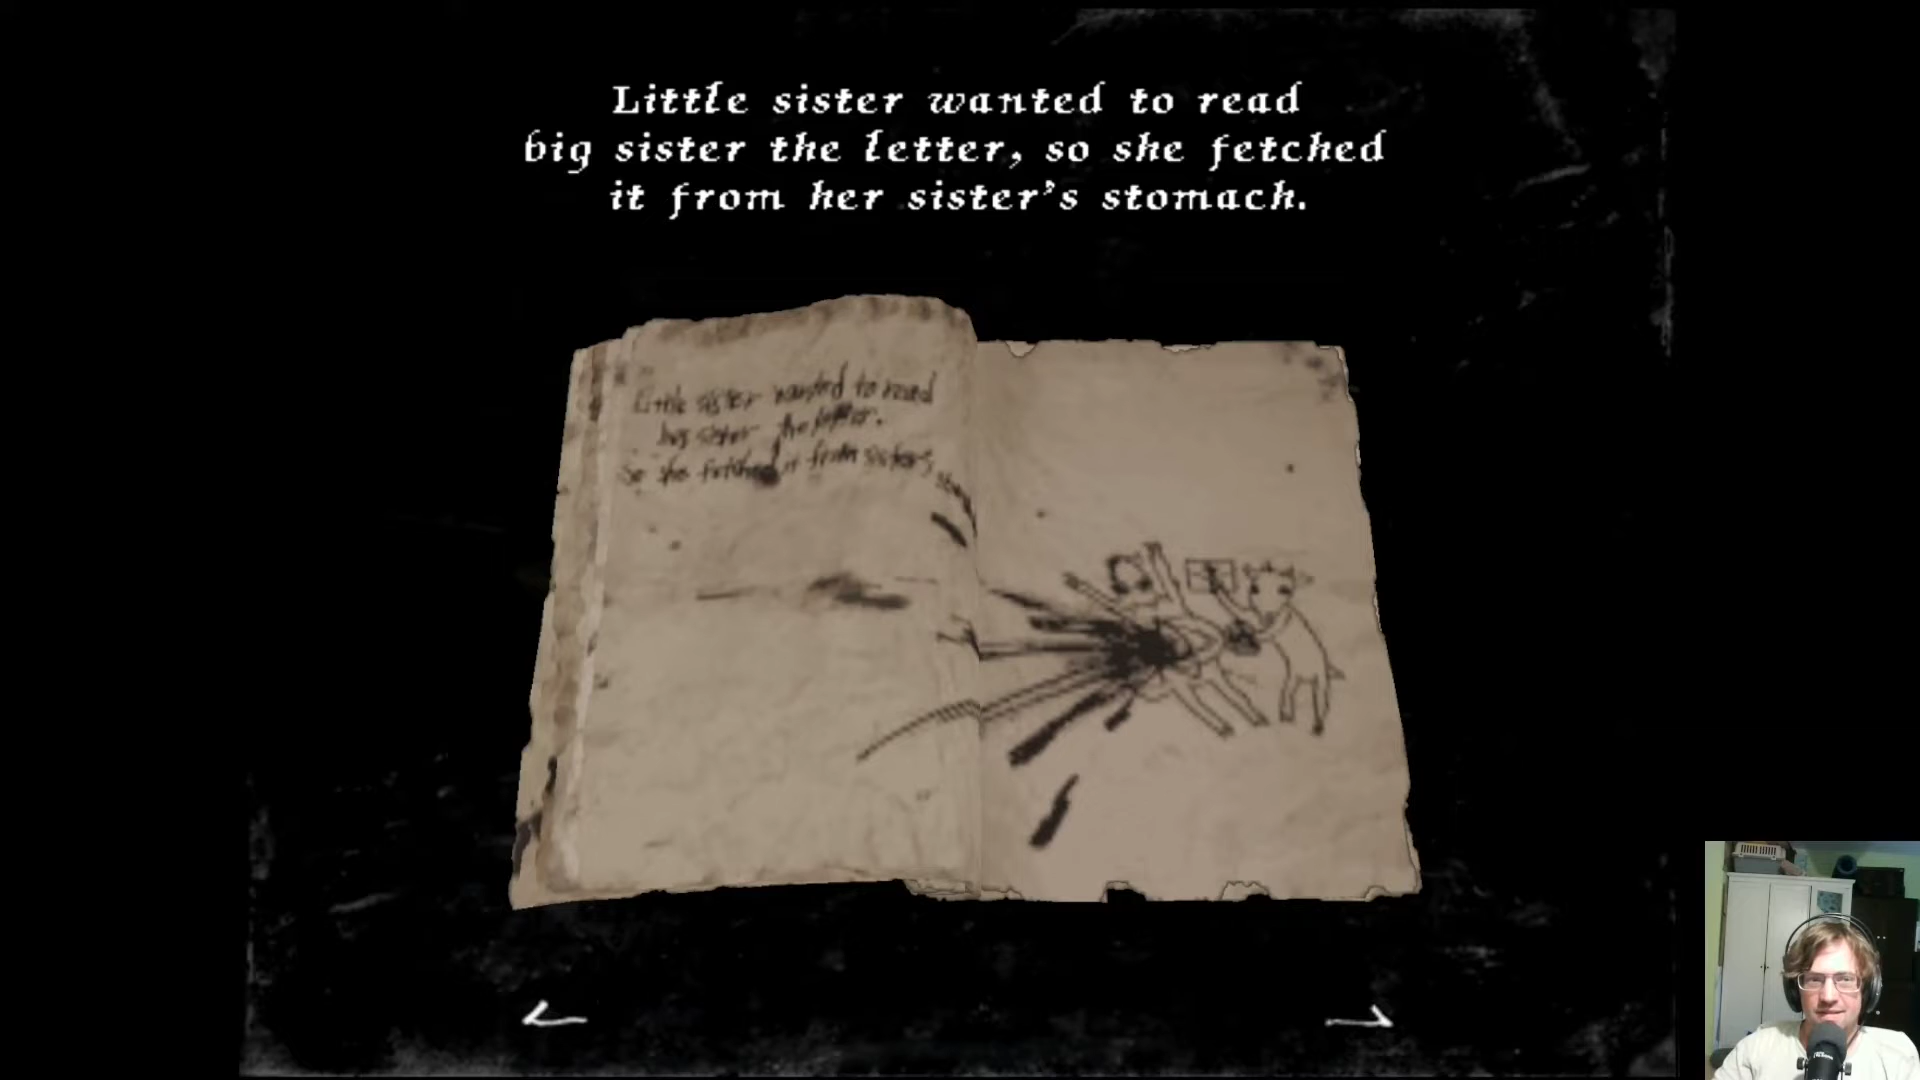 Little sister wanted to read
big sister the letter, so she fetched
it from her sister's stomach.
Little sister wanted to read
big sister the letter.
So she fetched it from sister's